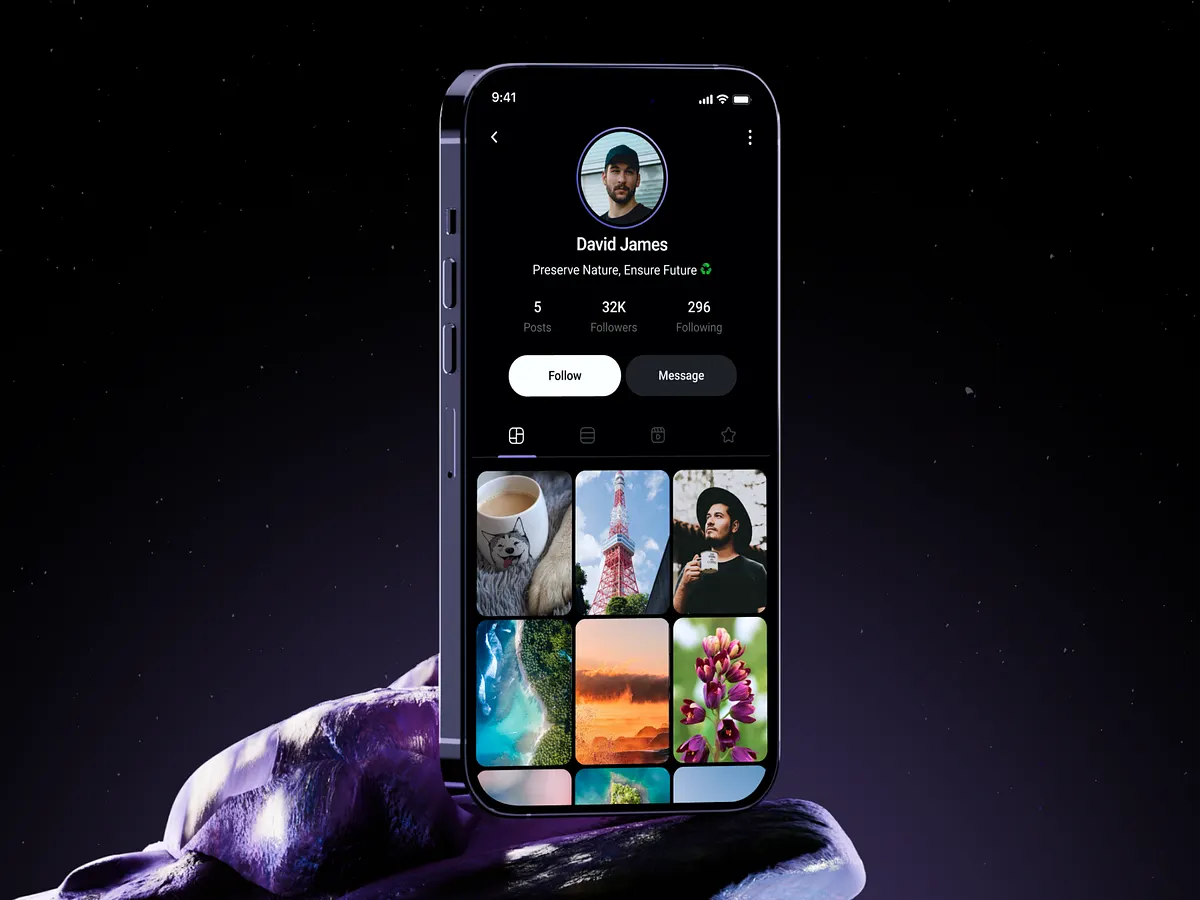 9:41
David James
Preserve Nature, Ensure Future ♻
5 32K 296
Posts Followers Following
Follow Message